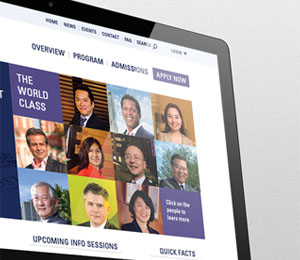 HOME NEWS EVENTS CONTACT FAQ SEARCH
LOGIN
OVERVIEW PROGRAM ADMISSIONS APPLY NOW
THE
WORLD
CLASS
Click on
the people
to learn
more
UPCOMING INFO SESSIONS
QUICK FACTS